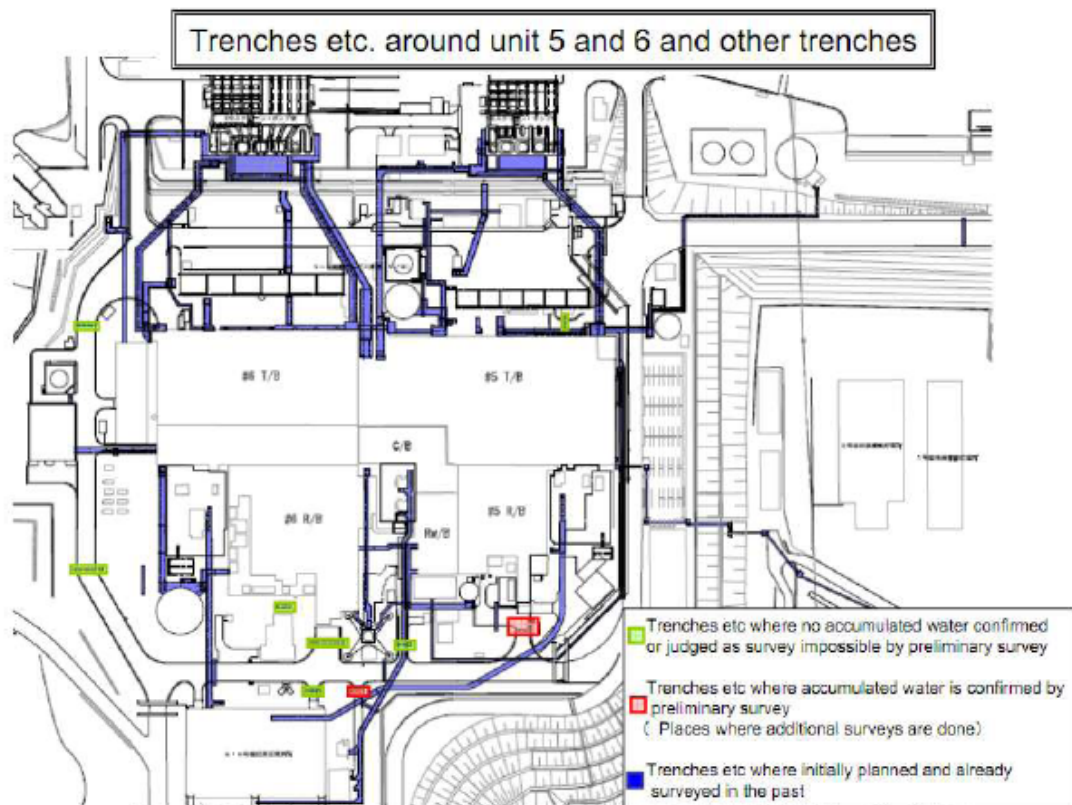 Trenches etc. around unit 5 and 6 and other trenches
#6 T/B
#5 T/B
C/B
#6 R/B
#5 R/B
Rw/B
Trenches etc where no accumulated water confirmed
or judged as survey impossible by preliminary survey
Trenches etc where accumulated water is confirmed by
preliminary survey
( Places where additional surveys are done)
Trenches etc where initially planned and already
surveyed in the past